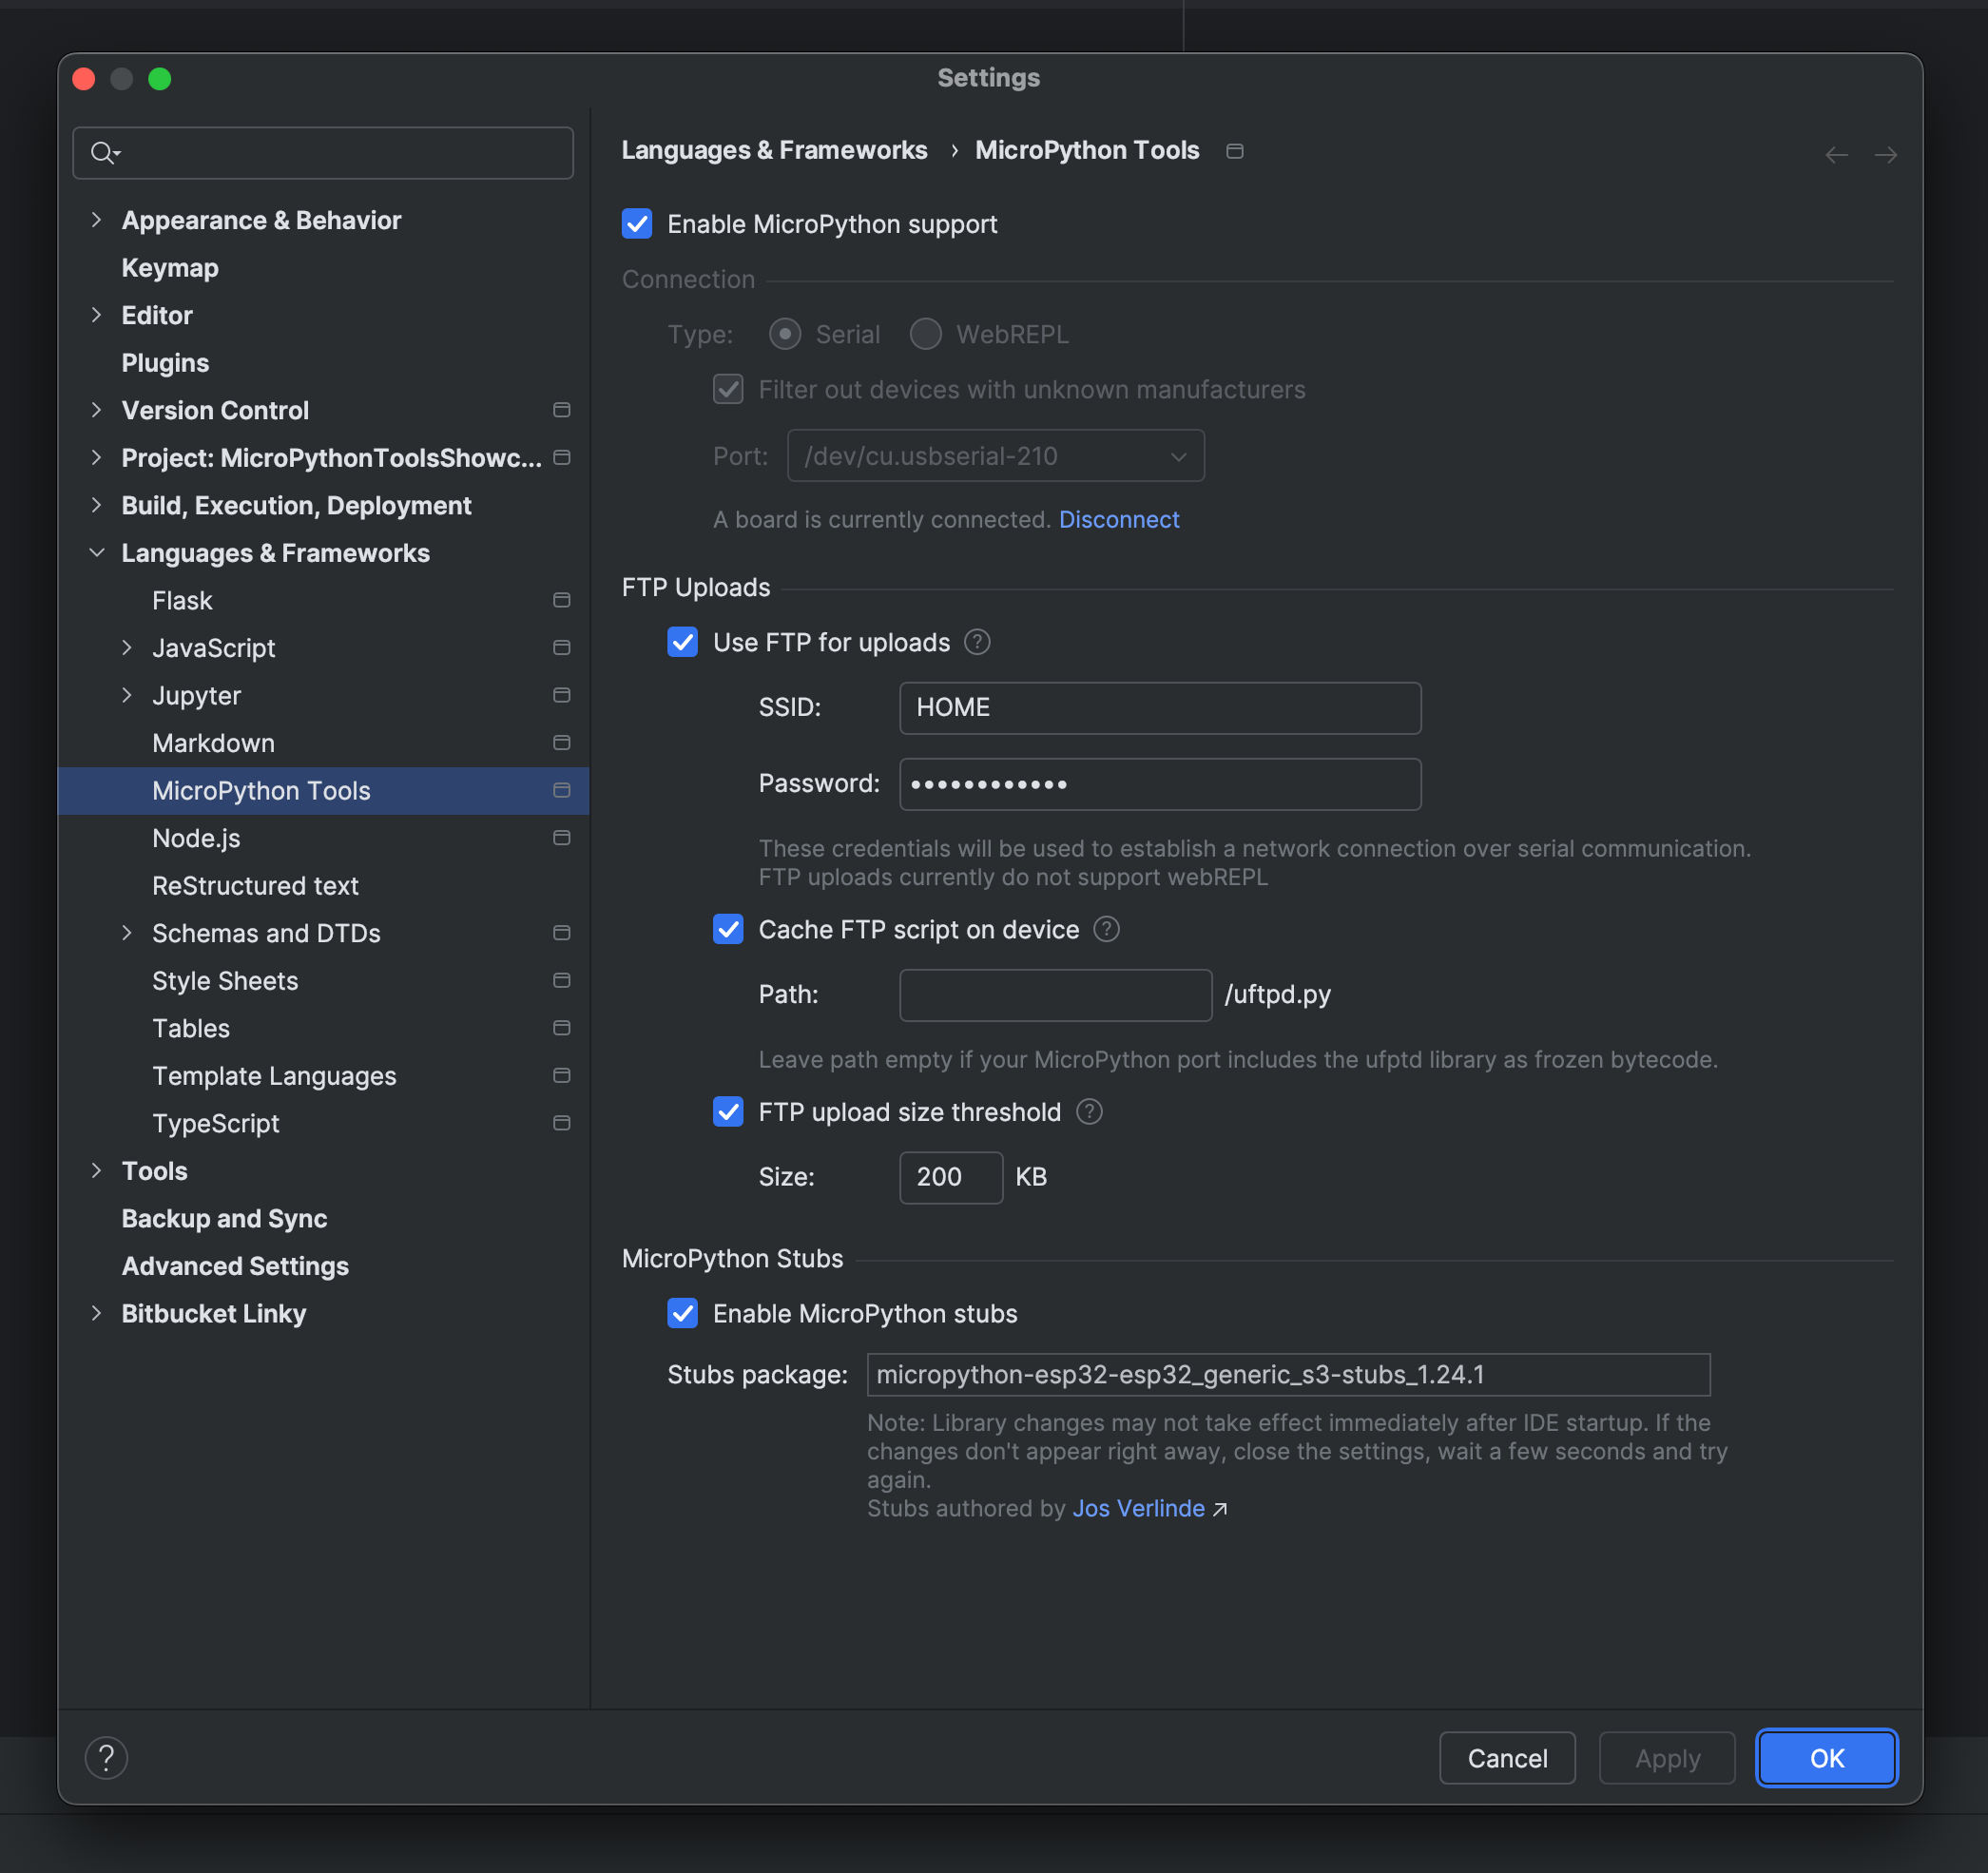 Settings
Appearance & Behavior
Keymap
Editor
Plugins
Version Control
Project: MicroPythonToolsShowc...
Build, Execution, Deployment
Languages & Frameworks
Flask
JavaScript
Jupyter
Markdown
MicroPython Tools
Node.js
ReStructured text
Schemas and DTDs
Style Sheets
Tables
Template Languages
TypeScript
Tools
Backup and Sync
Advanced Settings
Bitbucket Linky
Languages & Frameworks › MicroPython Tools
Enable MicroPython support
Connection
Type: Serial WebREPL
Filter out devices with unknown manufacturers
Port: /dev/cu.usbserial-210
A board is currently connected. Disconnect
FTP Uploads
Use FTP for uploads ?
SSID: HOME
Password: ••••••••••••
These credentials will be used to establish a network connection over serial communication.
FTP uploads currently do not support webREPL
Cache FTP script on device ?
Path: /uftpd.py
Leave path empty if your MicroPython port includes the ufptd library as frozen bytecode.
FTP upload size threshold ?
Size: 200 KB
MicroPython Stubs
Enable MicroPython stubs
Stubs package: micropython-esp32-esp32_generic_s3-stubs_1.24.1
Note: Library changes may not take effect immediately after IDE startup. If the
changes don't appear right away, close the settings, wait a few seconds and try
again.
Stubs authored by Jos Verlinde ↗
? Cancel Apply OK